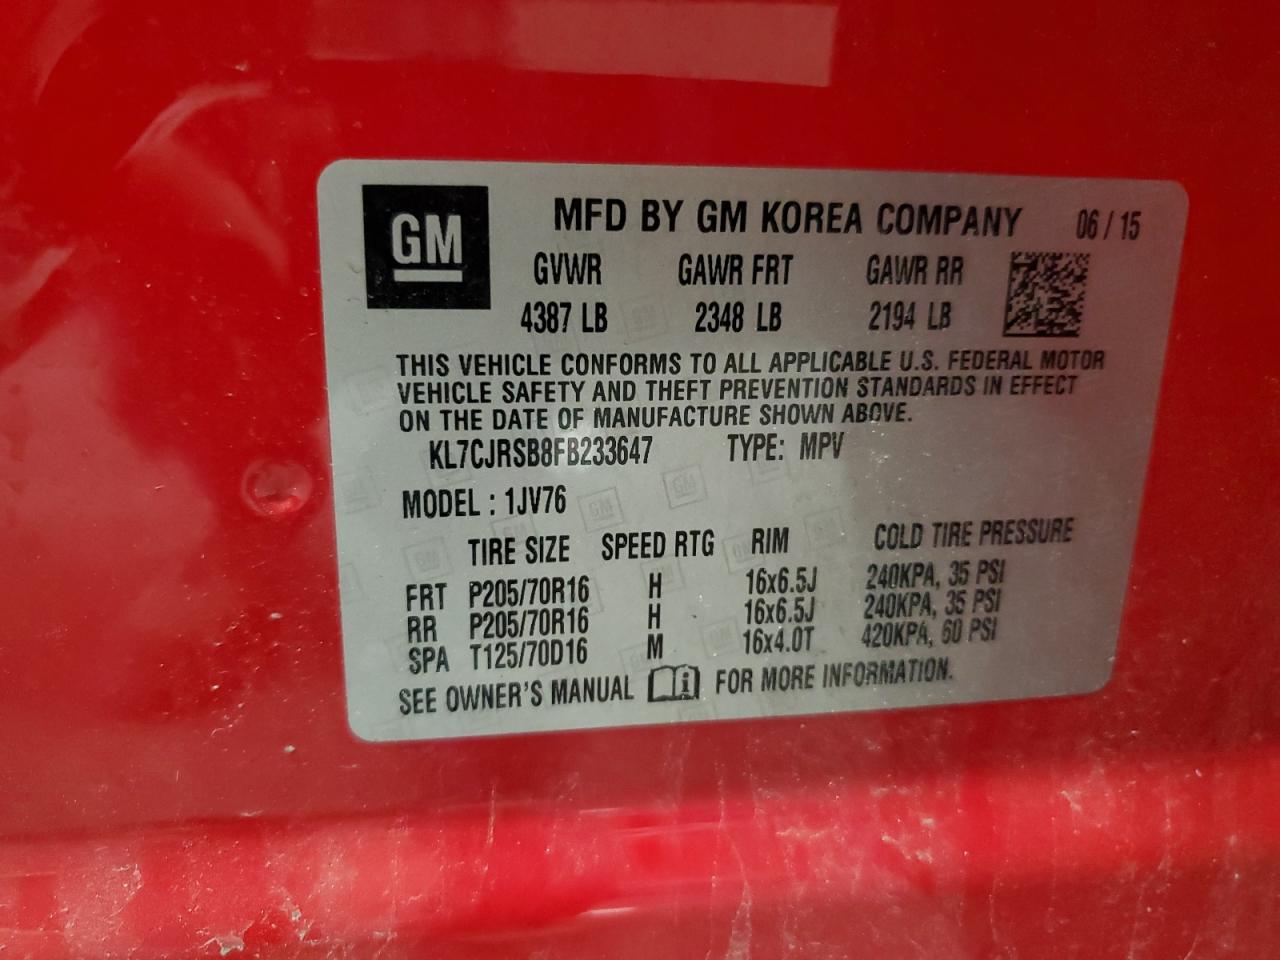 GM
MFD BY GM KOREA COMPANY 06 / 15
GVWR GAWR FRT GAWR RR
4387 LB 2348 LB 2194 LB
THIS VEHICLE CONFORMS TO ALL APPLICABLE U.S. FEDERAL MOTOR
VEHICLE SAFETY AND THEFT PREVENTION STANDARDS IN EFFECT
ON THE DATE OF MANUFACTURE SHOWN ABOVE.
KL7CJRSB8FB233647 TYPE: MPV
MODEL : 1JV76
TIRE SIZE SPEED RTG RIM COLD TIRE PRESSURE
FRT P205/70R16 H 16x6.5J 240KPA, 35 PSI
RR P205/70R16 H 16x6.5J 240KPA, 35 PSI
SPA T125/70D16 M 16x4.0T 420KPA, 60 PSI
SEE OWNER'S MANUAL i FOR MORE INFORMATION.